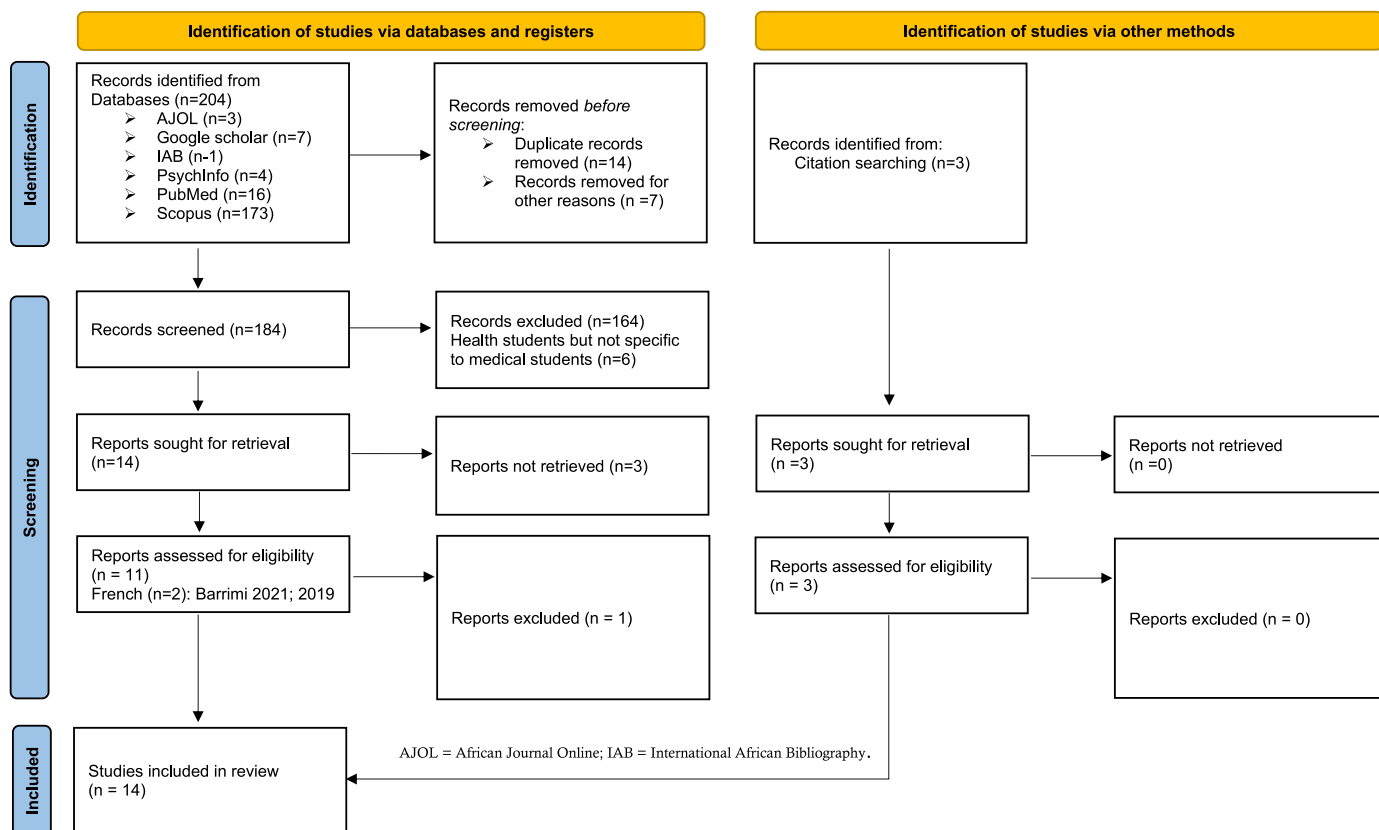 Identification of studies via databases and registers
Identification of studies via other methods
Identification
Records identified from
Databases (n=204)
➢ AJOL (n=3)
➢ Google scholar (n=7)
➢ IAB (n-1)
➢ PsychInfo (n=4)
➢ PubMed (n=16)
➢ Scopus (n=173)
Records removed before
screening:
➢ Duplicate records
removed (n=14)
➢ Records removed for
other reasons (n =7)
Records identified from:
Citation searching (n=3)
Screening
Records screened (n=184)
Records excluded (n=164)
Health students but not specific
to medical students (n=6)
Reports sought for retrieval
(n=14)
Reports not retrieved (n=3)
Reports sought for retrieval
(n =3)
Reports not retrieved
(n =0)
Reports assessed for eligibility
(n = 11)
French (n=2): Barrimi 2021; 2019
Reports excluded (n = 1)
Reports assessed for eligibility
(n = 3)
Reports excluded (n = 0)
Included
Studies included in review
(n = 14)
AJOL = African Journal Online; IAB = International African Bibliography.